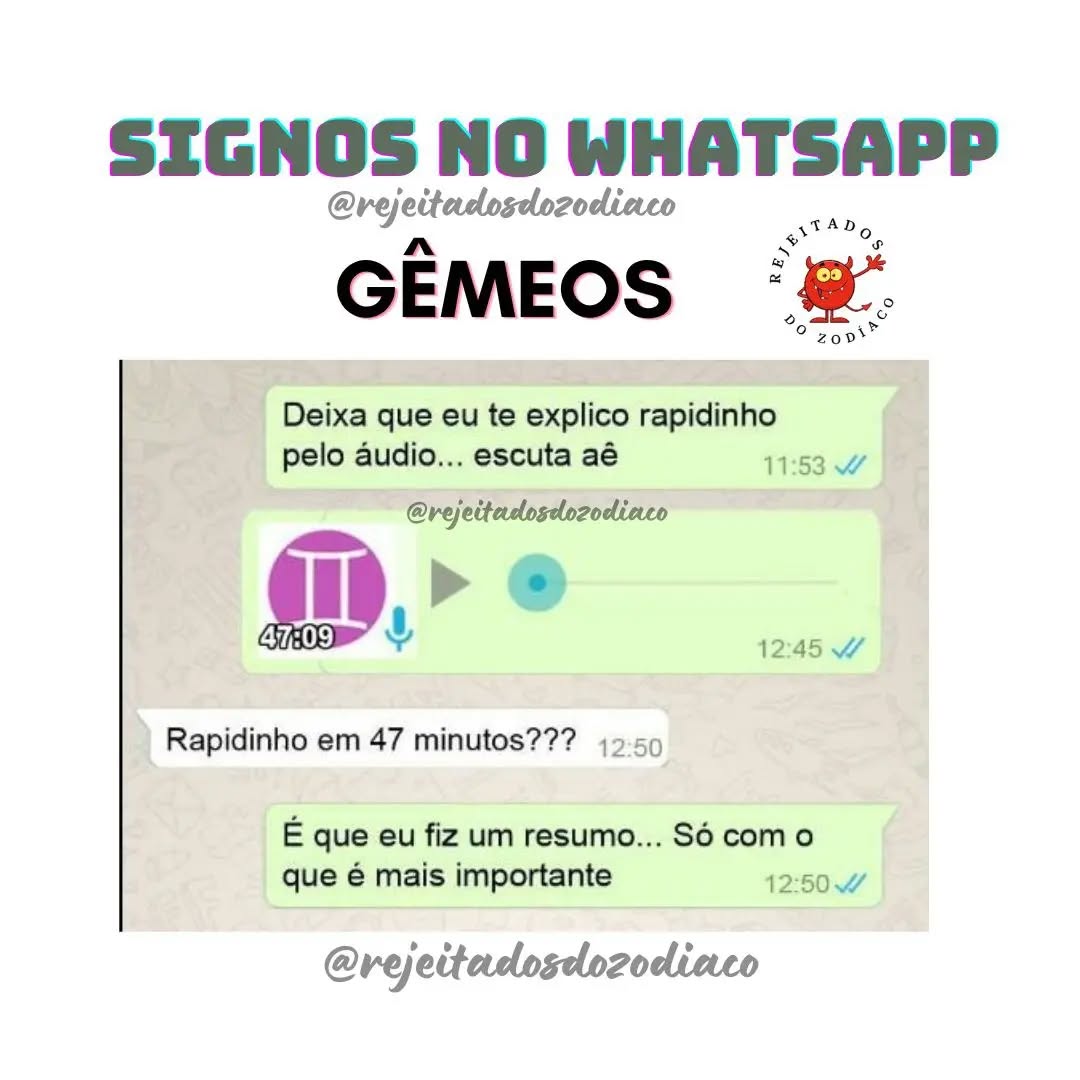 SIGNOS NO WHATSAPP
@rejeitadosdozodiaco
GÊMEOS
REJEITADOS
DO ZODÍACO
Deixa que eu te explico rapidinho
pelo áudio... escuta aê
11:53
@rejeitadosdozodiaco
47:09
12:45
Rapidinho em 47 minutos???
12:50
É que eu fiz um resumo... Só com o
que é mais importante
12:50
@rejeitadosdozodiaco